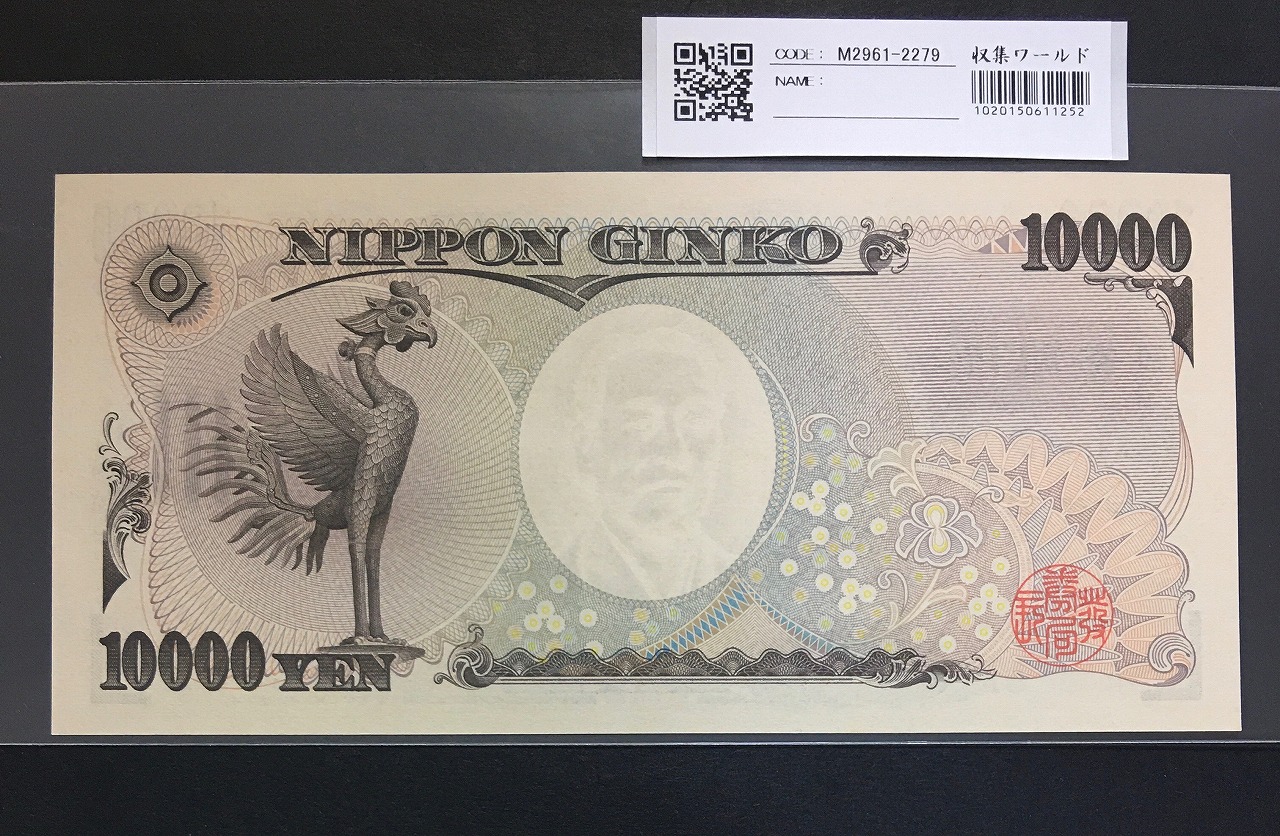 CODE： M2961-2279
収集ワールド
NAME：
1020150611252
NIPPON GINKO
10000
10000 YEN